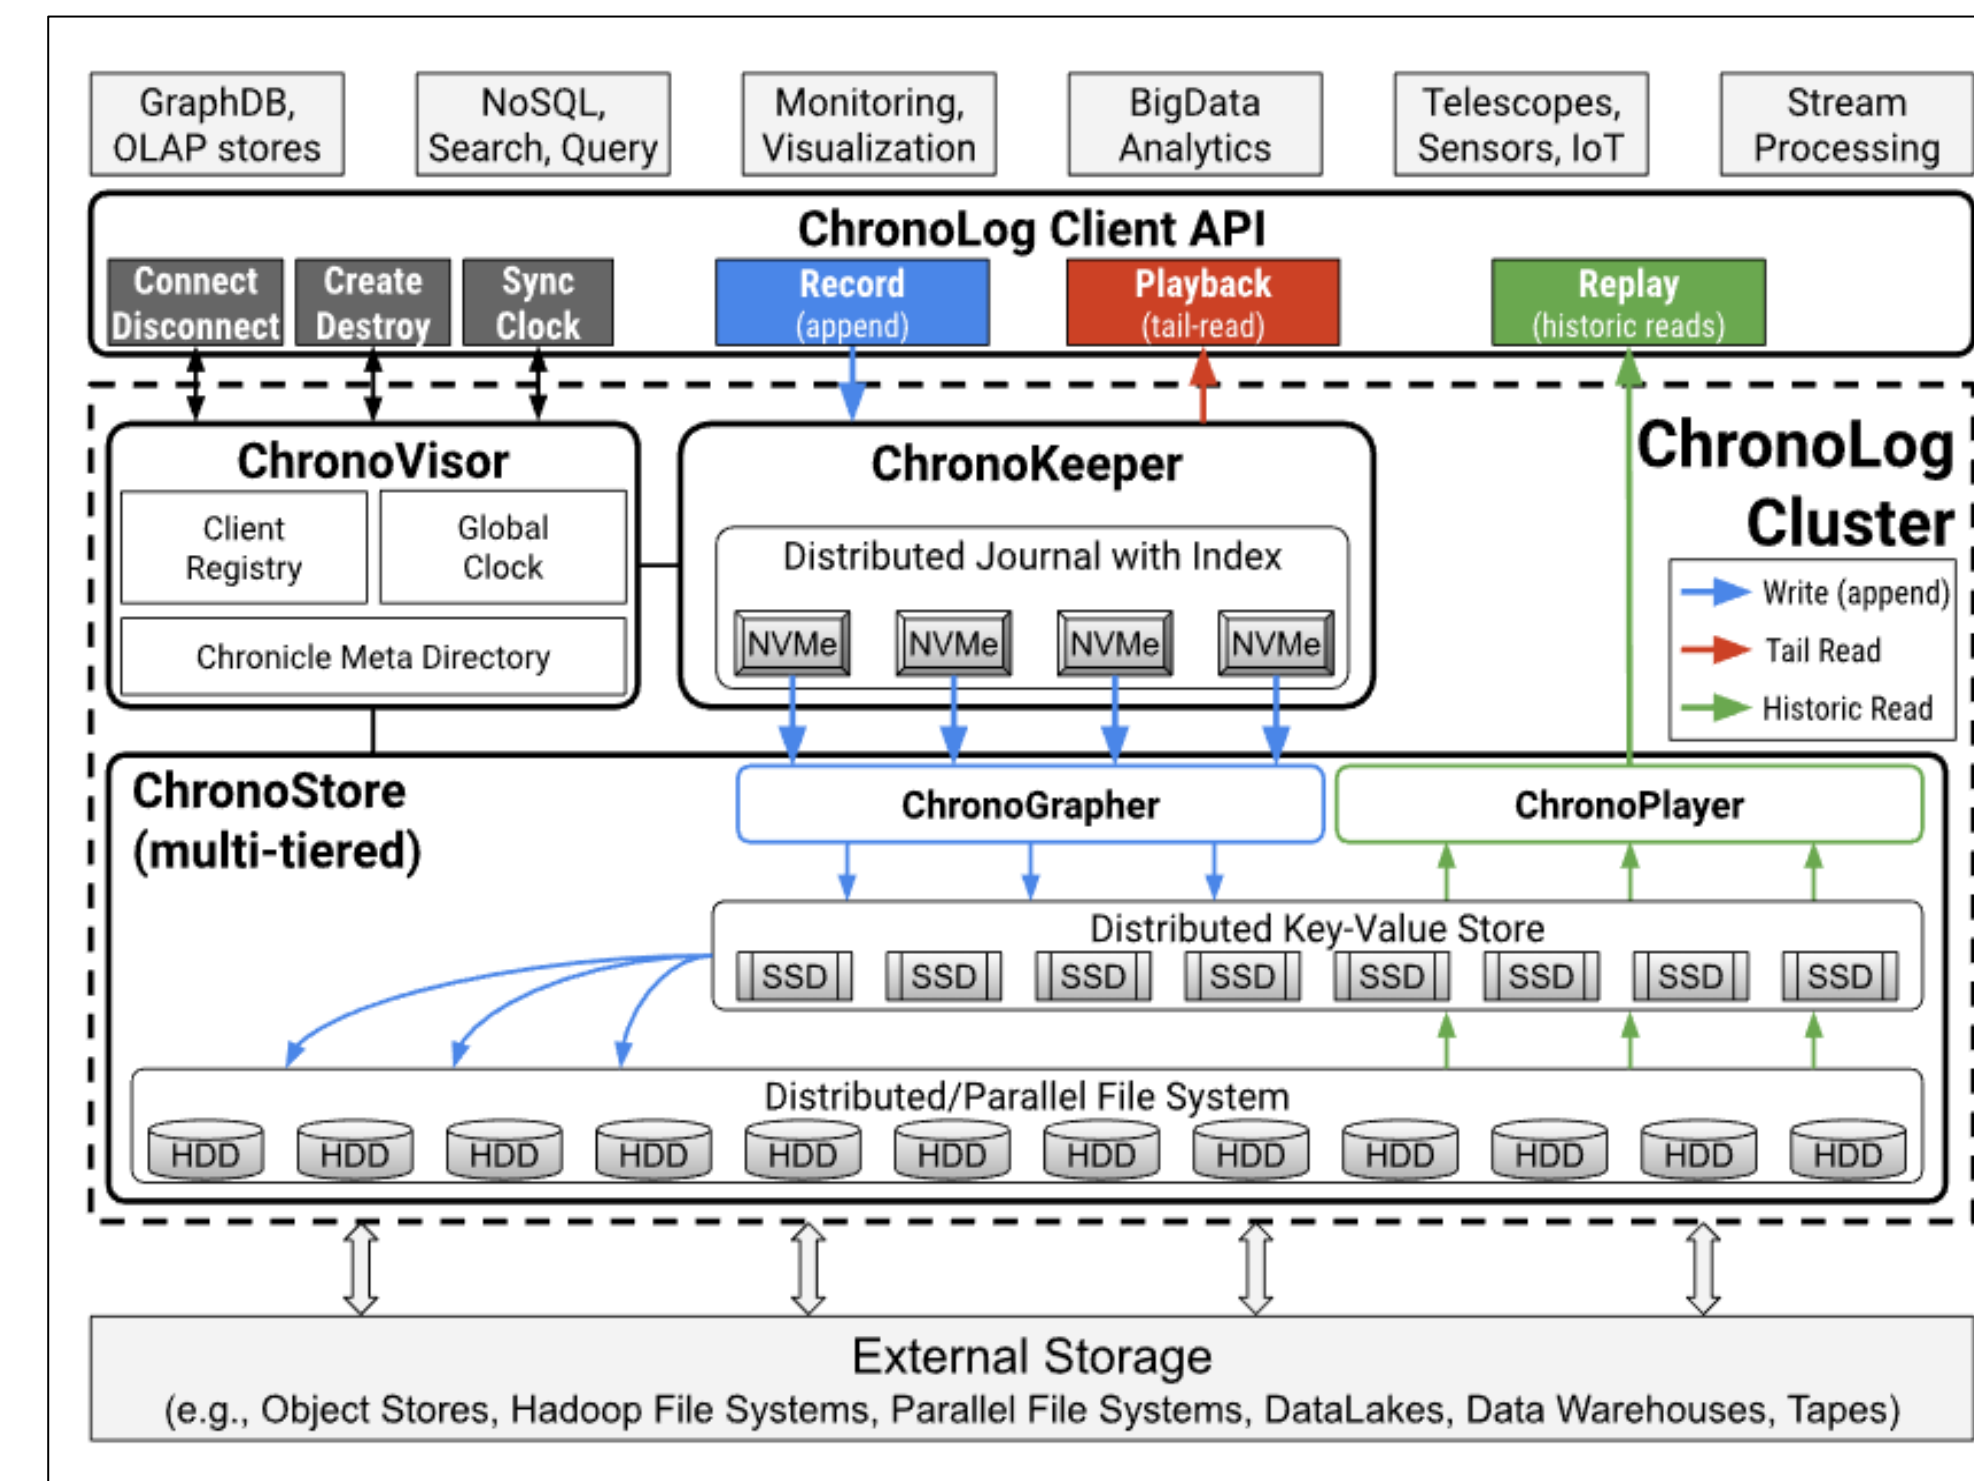 GraphDB,
OLAP stores
NoSQL,
Search, Query
Monitoring,
Visualization
BigData
Analytics
Telescopes,
Sensors, IoT
Stream
Processing
ChronoLog Client API
Connect
Disconnect
Create
Destroy
Sync
Clock
Record
(append)
Playback
(tail-read)
Replay
(historic reads)
ChronoLog
Cluster
ChronoVisor
Client
Registry
Global
Clock
Chronicle Meta Directory
ChronoKeeper
Distributed Journal with Index
NVMe NVMe NVMe NVMe
Write (append)
Tail Read
Historic Read
ChronoStore
(multi-tiered)
ChronoGrapher
ChronoPlayer
Distributed Key-Value Store
SSD SSD SSD SSD SSD SSD SSD SSD
Distributed/Parallel File System
HDD HDD HDD HDD HDD HDD HDD HDD HDD HDD HDD HDD
External Storage
(e.g., Object Stores, Hadoop File Systems, Parallel File Systems, DataLakes, Data Warehouses, Tapes)